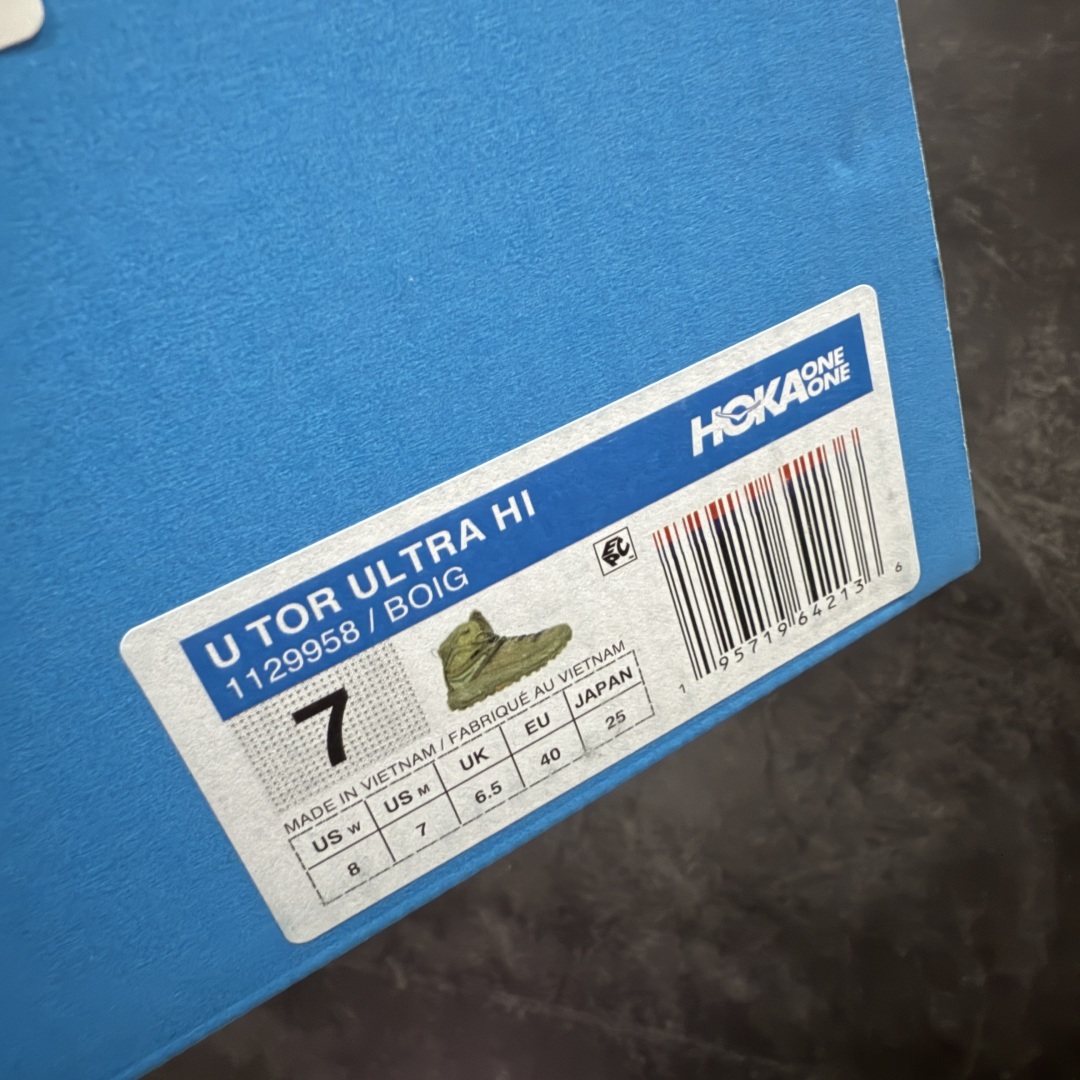 HOKA ONE ONE
U TOR ULTRA HI
1129958 / BOIG
7
MADE IN VIETNAM / FABRIQUÉ AU VIETNAM
US W US M UK EU JAPAN
8 7 6.5 40 25
1 95719 64213 6